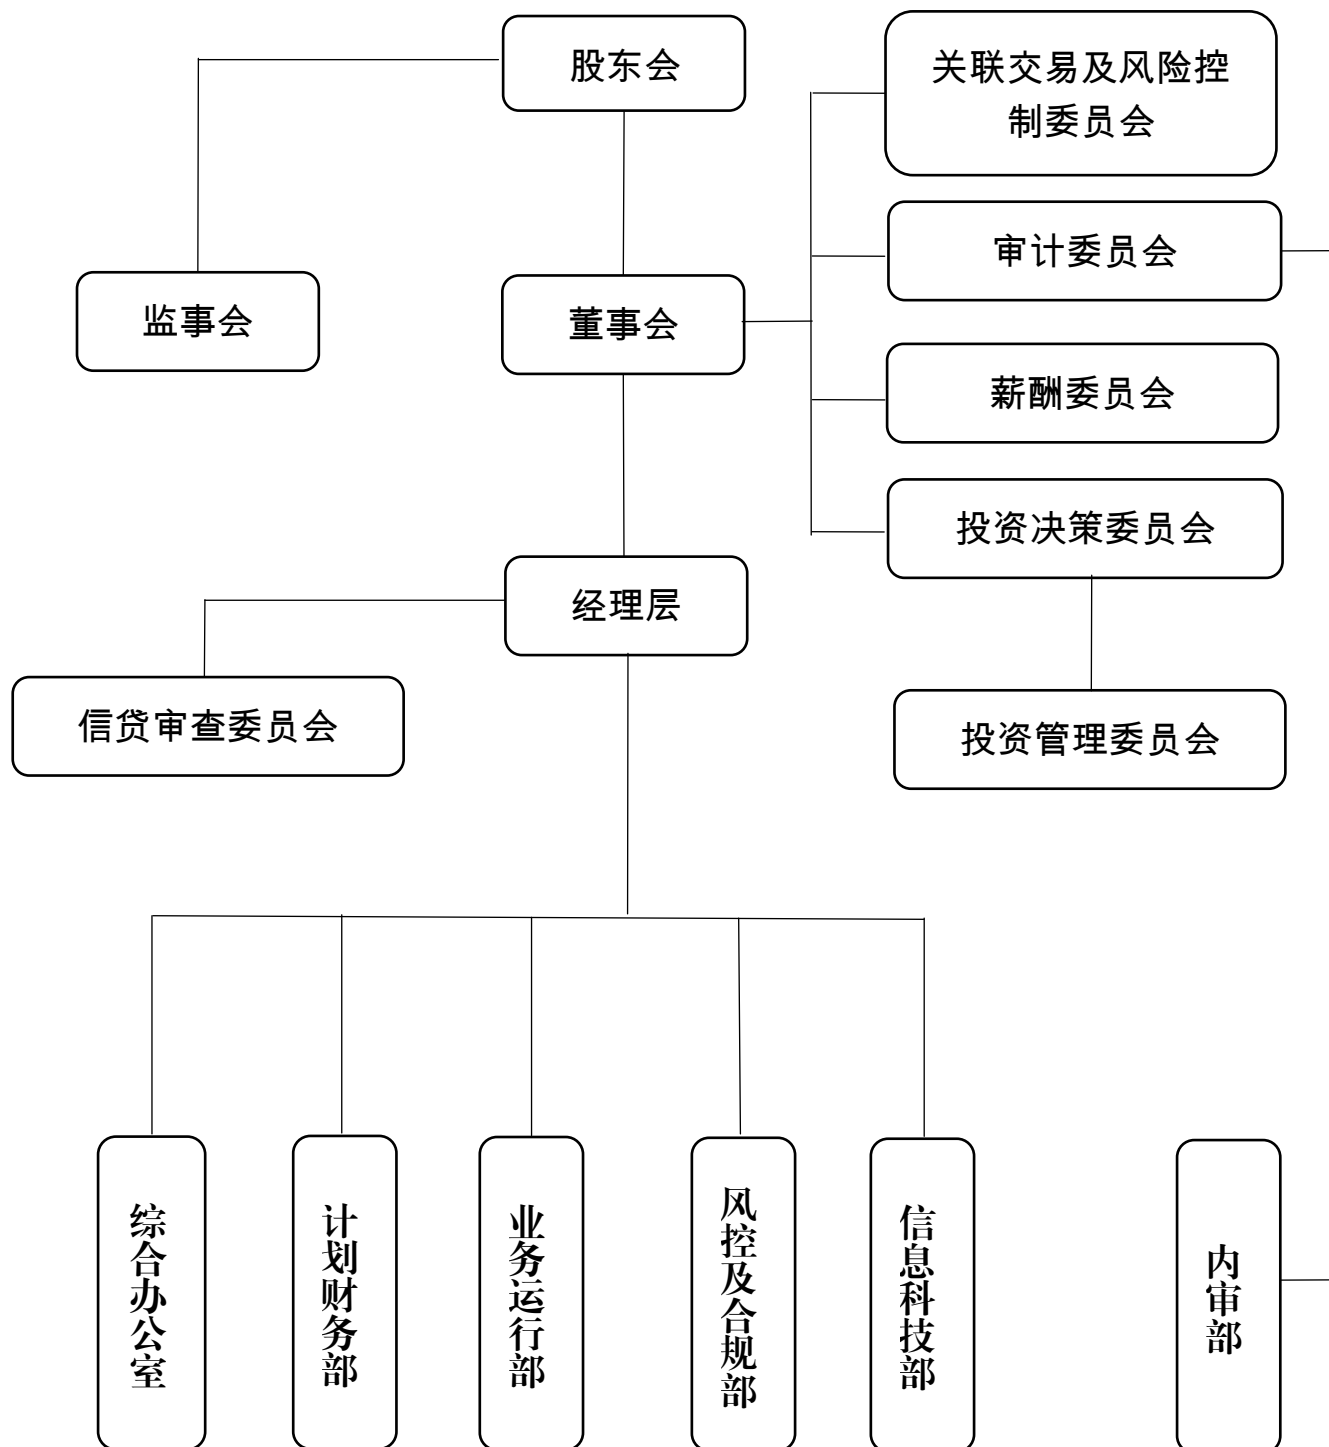 股东会
关联交易及风险控
制委员会
审计委员会
监事会
董事会
薪酬委员会
投资决策委员会
经理层
信贷审查委员会
投资管理委员会
综合办公室
计划财务部
业务运行部
风控及合规部
信息科技部
内审部